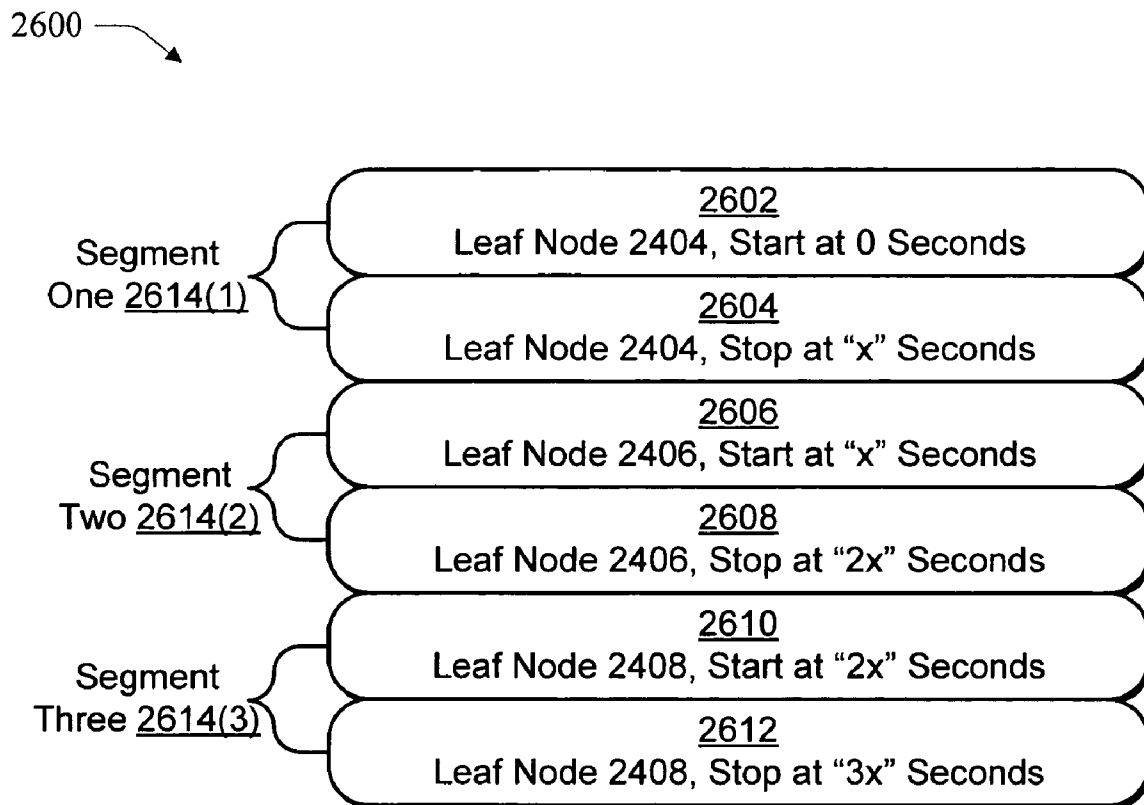 2600
2602
Leaf Node 2404, Start at 0 Seconds
Segment
One 2614(1)
2604
Leaf Node 2404, Stop at “x” Seconds
2606
Leaf Node 2406, Start at “x” Seconds
Segment
Two 2614(2)
2608
Leaf Node 2406, Stop at “2x” Seconds
2610
Leaf Node 2408, Start at “2x” Seconds
Segment
Three 2614(3)
2612
Leaf Node 2408, Stop at “3x” Seconds